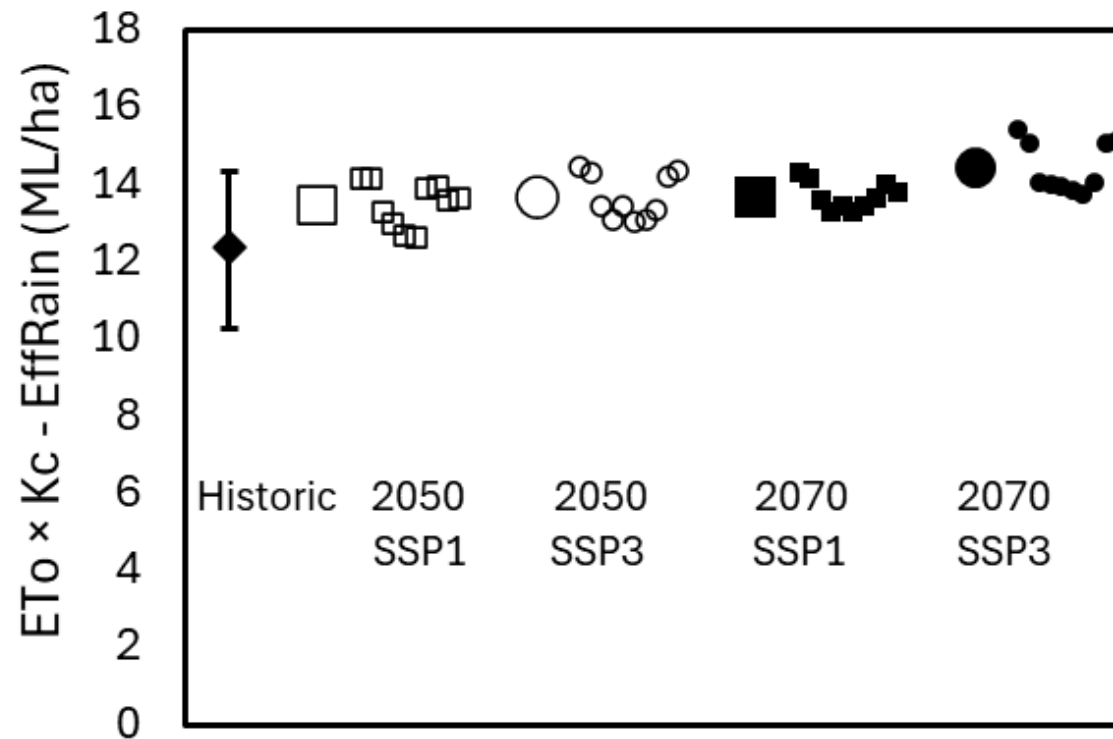 ETo × Kc - EffRain (ML/ha)
18
16
14
12
10
8
6
4
2
0
Historic
2050
SSP1
2050
SSP3
2070
SSP1
2070
SSP3